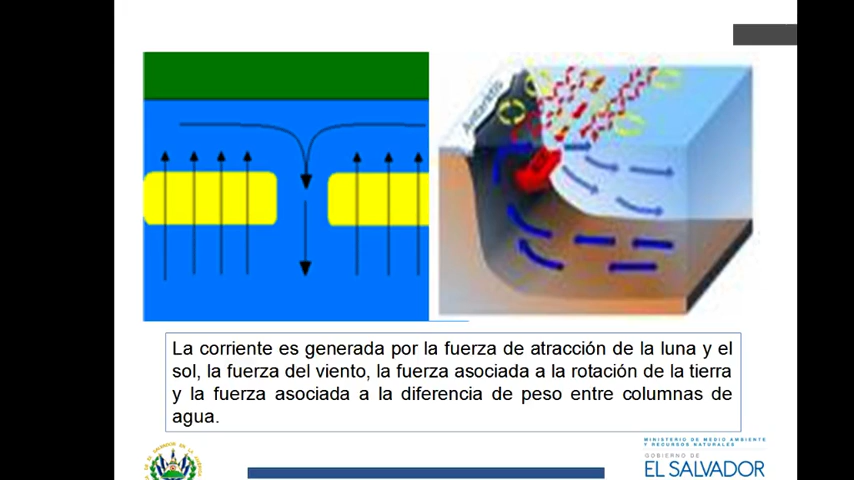 Antarktis
La corriente es generada por la fuerza de atracción de la luna y el
sol, la fuerza del viento, la fuerza asociada a la rotación de la tierra
y la fuerza asociada a la diferencia de peso entre columnas de
agua.
MINISTERIO DE MEDIO AMBIENTE
Y RECURSOS NATURALES
GOBIERNO DE
EL SALVADOR